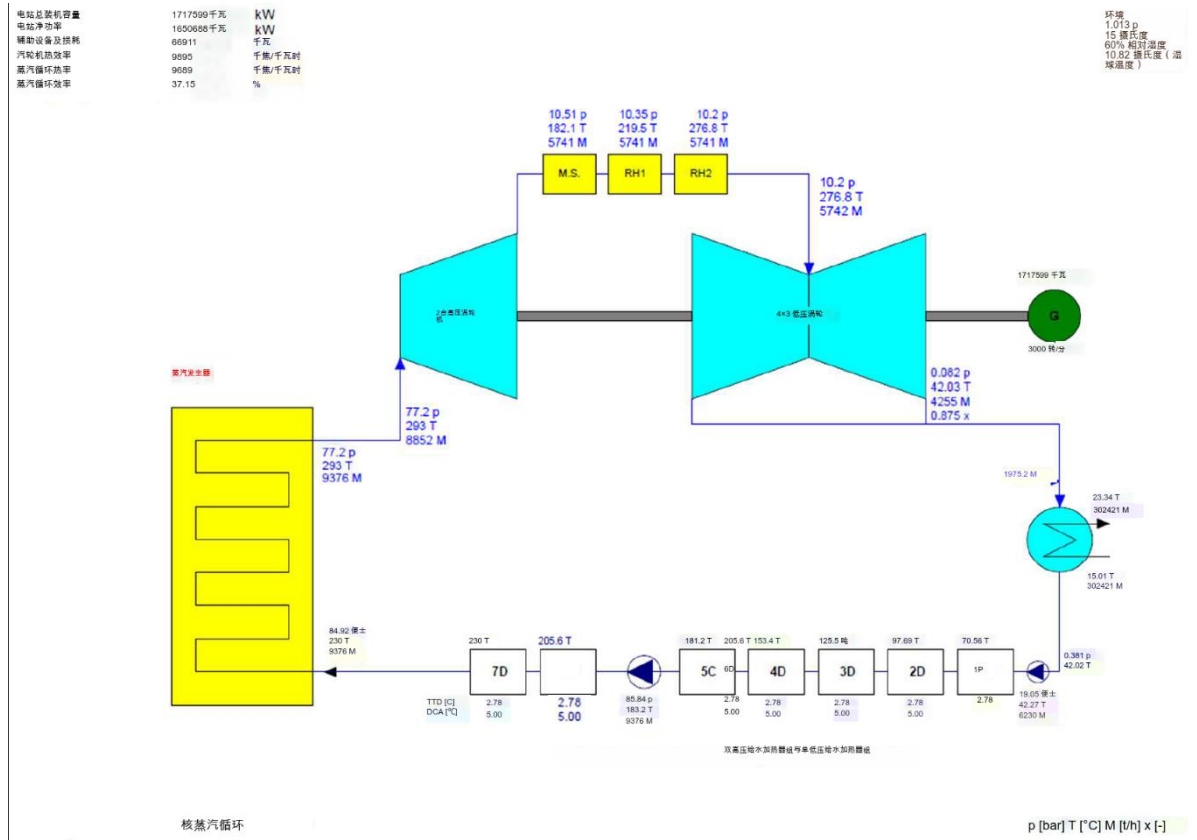 电站总装机容量 1717599千瓦 kW
电站净功率 1650688千瓦 kW
辅助设备及损耗 66911 千瓦
汽轮机热效率 9895 千焦/千瓦时
蒸汽循环热率 9689 千焦/千瓦时
蒸汽循环效率 37.15 %
环境
1.013 p
15 摄氏度
60% 相对湿度
10.82 摄氏度（湿
球温度）
10.51 p
182.1 T
5741 M
10.35 p
219.5 T
5741 M
10.2 p
276.8 T
5741 M
M.S.
RH1
RH2
10.2 p
276.8 T
5742 M
2台高压涡轮
机
4×3 低压涡轮
1717599 千瓦
G
3000 转/分
蒸汽发生器
77.2 p
293 T
8852 M
77.2 p
293 T
9376 M
0.082 p
42.03 T
4255 M
0.875 x
1975.2 M
23.34 T
302421 M
15.01 T
302421 M
84.92 便士
230 T
9376 M
230 T
205.6 T
181.2 T
205.6 T
153.4 T
125.5 吨
97.69 T
70.56 T
7D
5C
6D
4D
3D
2D
1P
0.381 p
42.02 T
TTD [C]
DCA [℃]
2.78
5.00
2.78
5.00
85.84 p
183.2 T
9376 M
2.78
5.00
2.78
5.00
2.78
5.00
2.78
5.00
2.78
19.05 便士
42.27 T
6230 M
双高压给水加热器组与单低压给水加热器组
核蒸汽循环
p [bar] T [°C] M [t/h] x [-]